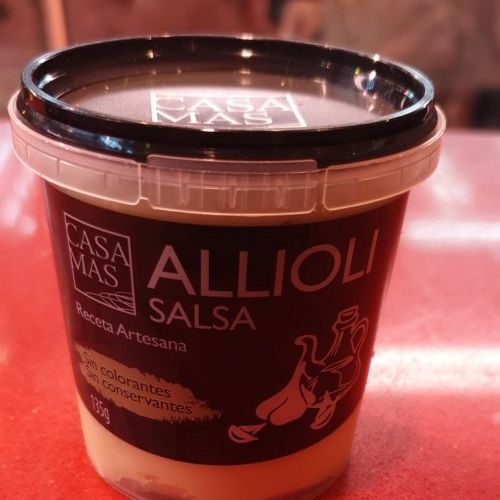 CASA
MAS
CASA
MAS
ALLIOLI
SALSA
Receta Artesana
Sin colorantes
Sin conservantes
135g